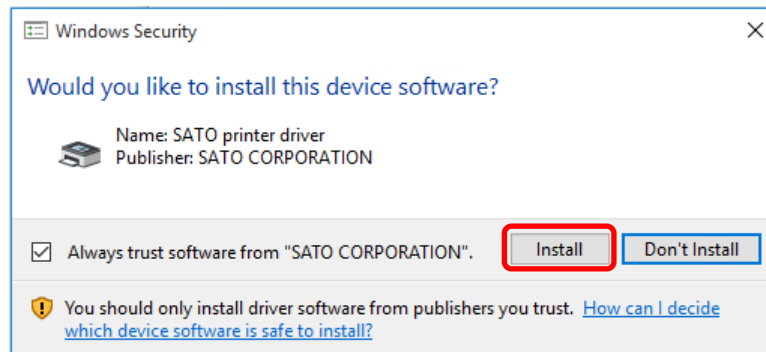 Windows Security
Would you like to install this device software?
Name: SATO printer driver
Publisher: SATO CORPORATION
Always trust software from "SATO CORPORATION". Install Don't Install
You should only install driver software from publishers you trust. How can I decide
which device software is safe to install?